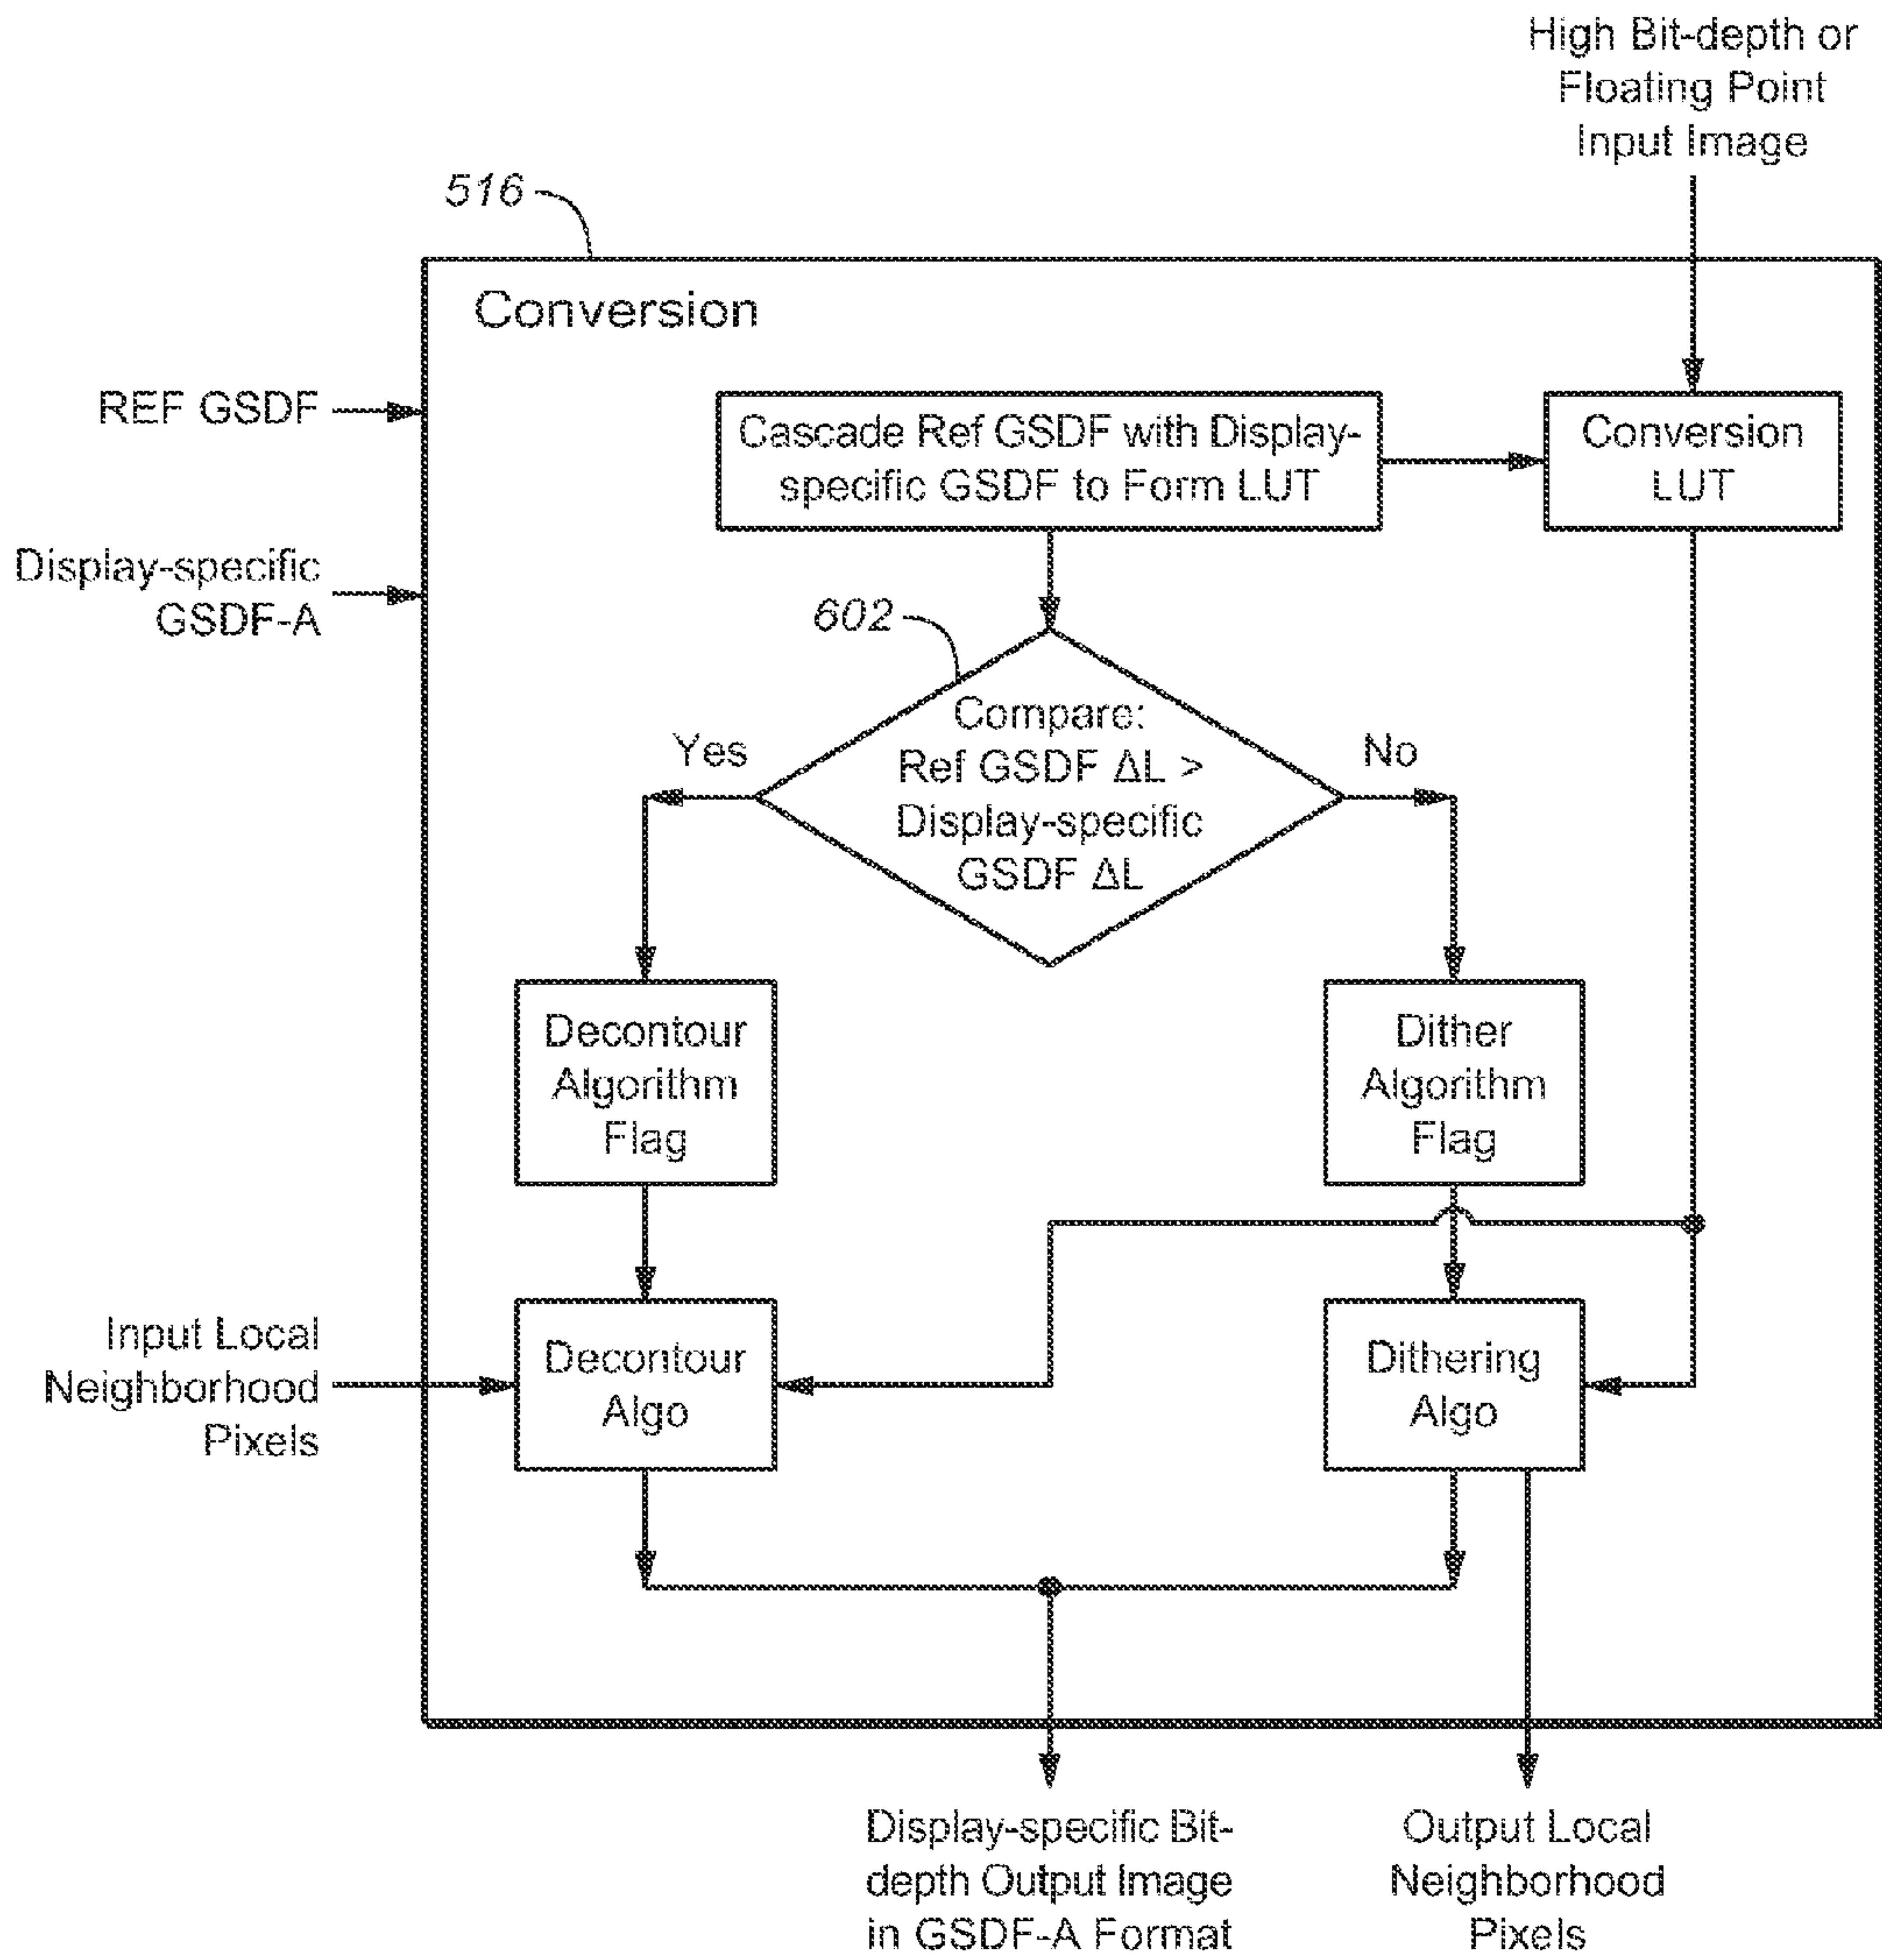 High Bit-depth or
Floating Point
Input Image
516
Conversion
REF GSDF
Cascade Ref GSDF with Display-
specific GSDF to Form LUT
Conversion
LUT
Display-specific
GSDF-A
602
Compare:
Ref GSDF ΔL >
Display-specific
GSDF ΔL
Yes
No
Decontour
Algorithm
Flag
Dither
Algorithm
Flag
Input Local
Neighborhood
Pixels
Decontour
Algo
Dithering
Algo
Display-specific Bit-
depth Output Image
in GSDF-A Format
Output Local
Neighborhood
Pixels